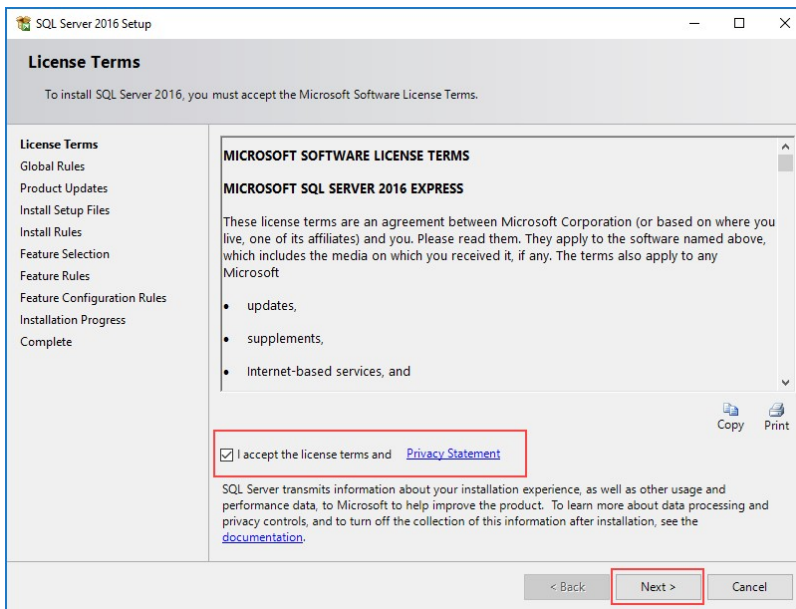 SQL Server 2016 Setup
License Terms
To install SQL Server 2016, you must accept the Microsoft Software License Terms.
License Terms
Global Rules
Product Updates
Install Setup Files
Install Rules
Feature Selection
Feature Rules
Feature Configuration Rules
Installation Progress
Complete
MICROSOFT SOFTWARE LICENSE TERMS
MICROSOFT SQL SERVER 2016 EXPRESS
These license terms are an agreement between Microsoft Corporation (or based on where you
live, one of its affiliates) and you. Please read them. They apply to the software named above,
which includes the media on which you received it, if any. The terms also apply to any
Microsoft
• updates,
• supplements,
• Internet-based services, and
Copy Print
I accept the license terms and Privacy Statement
SQL Server transmits information about your installation experience, as well as other usage and
performance data, to Microsoft to help improve the product. To learn more about data processing and
privacy controls, and to turn off the collection of this information after installation, see the
documentation.
< Back Next > Cancel